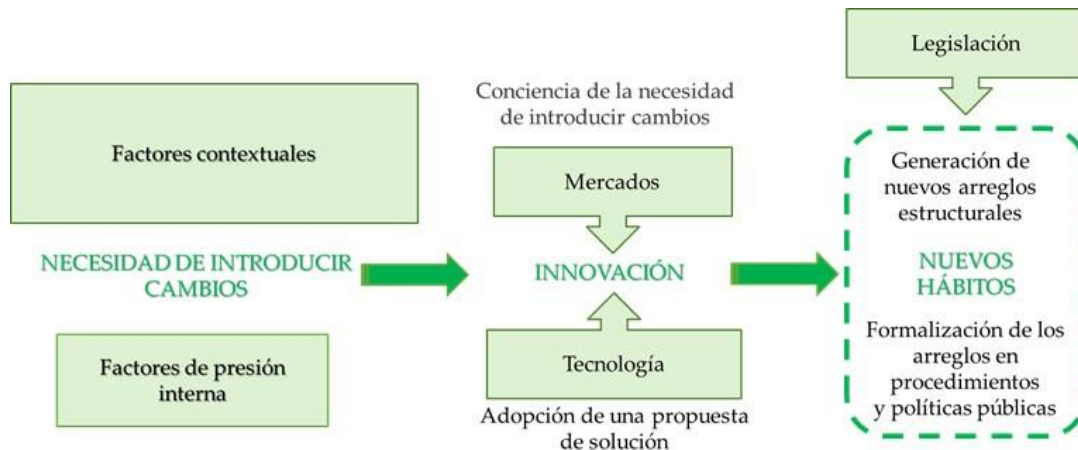 Factores contextuales
NECESIDAD DE INTRODUCIR
CAMBIOS
Factores de presión
interna
Conciencia de la necesidad
de introducir cambios
Mercados
INNOVACIÓN
Tecnología
Adopción de una propuesta
de solución
Legislación
Generación de
nuevos arreglos
estructurales
NUEVOS
HÁBITOS
Formalización de los
arreglos en
procedimientos
y políticas públicas